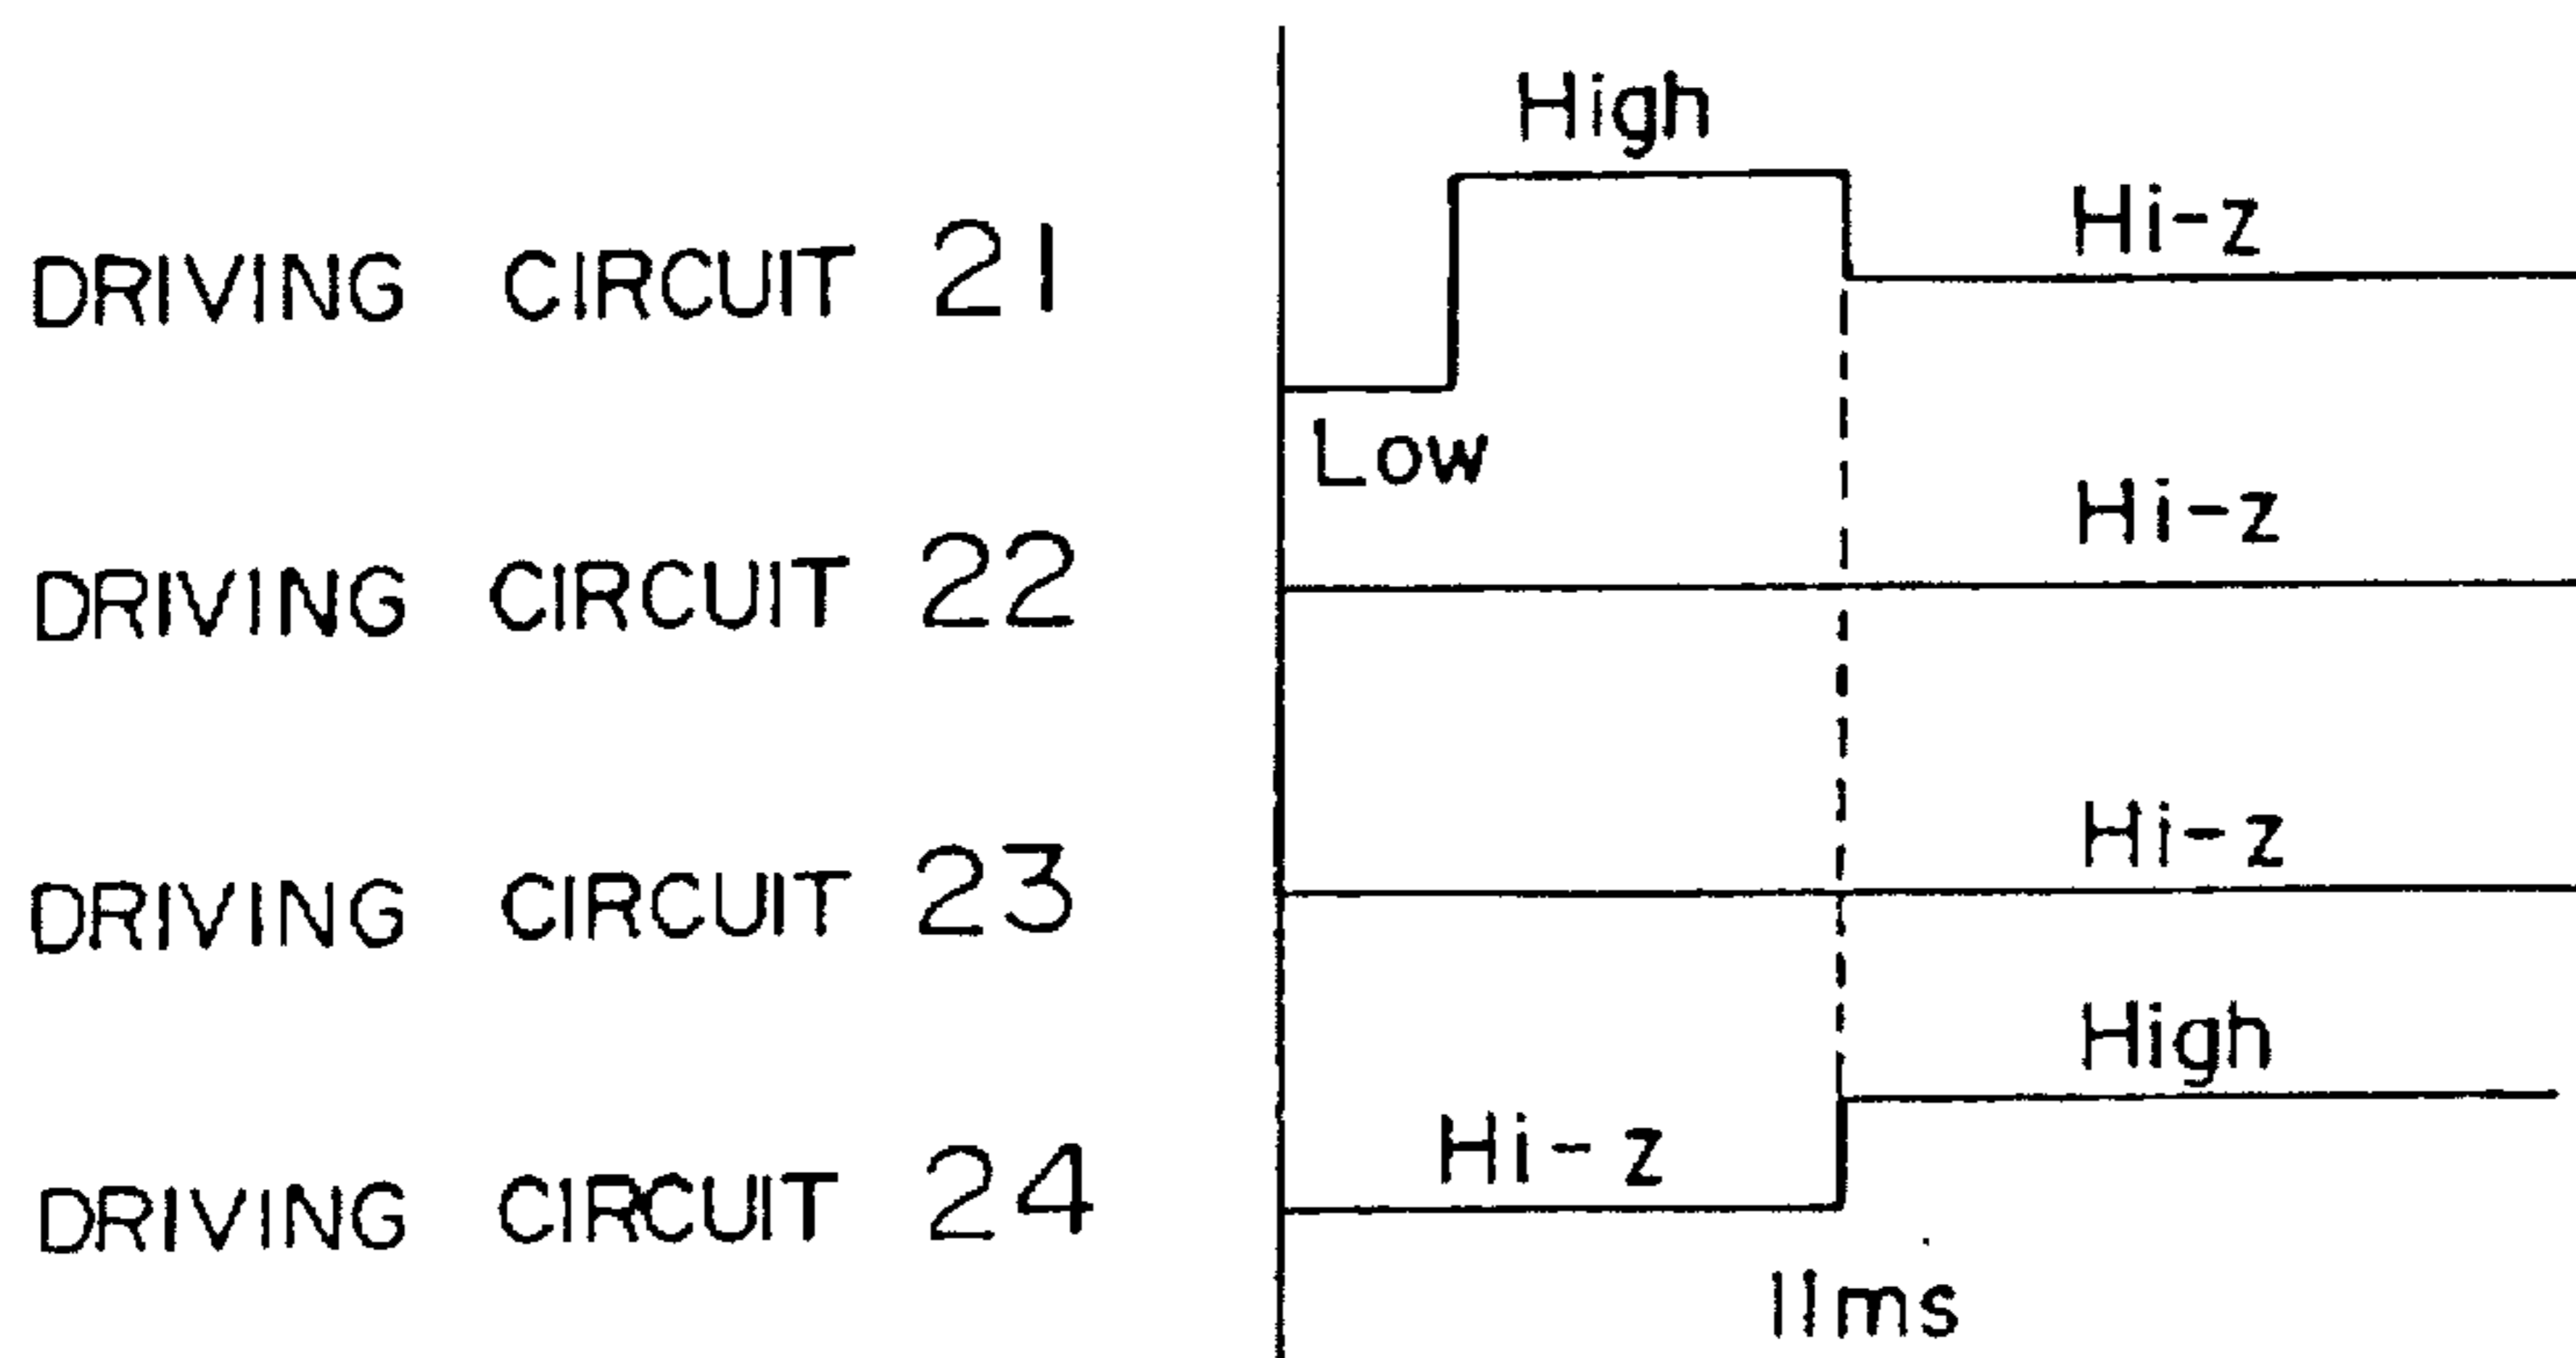 High
DRIVING CIRCUIT 21
Hi-z
Low
DRIVING CIRCUIT 22
Hi-z
DRIVING CIRCUIT 23
Hi-z
DRIVING CIRCUIT 24
Hi-z
High
11ms